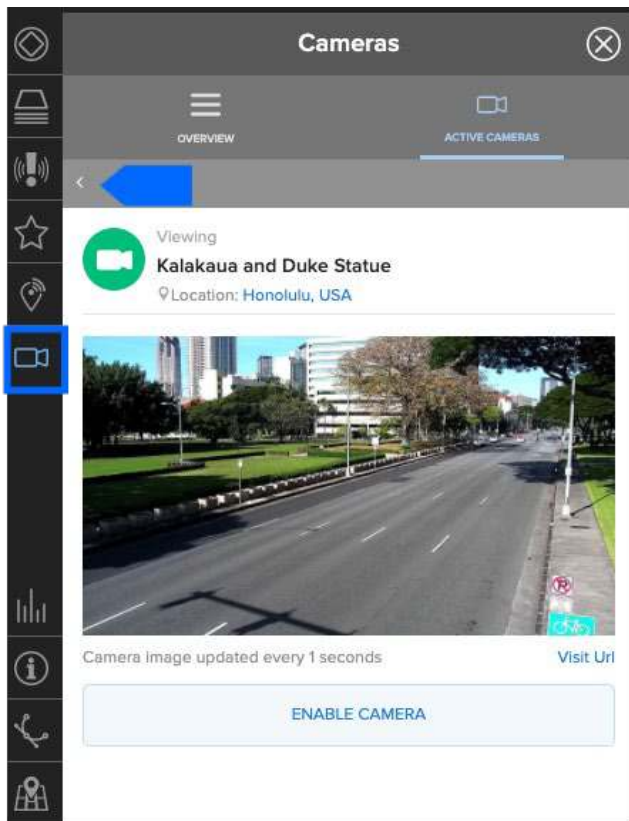 Cameras
OVERVIEW
ACTIVE CAMERAS
Viewing
Kalakaua and Duke Statue
Location: Honolulu, USA
Camera image updated every 1 seconds
Visit Url
ENABLE CAMERA